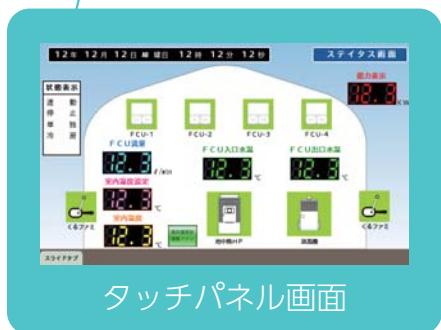 12年 12月 12日 曜日 12時 12分 12秒
ステイタス画面
状態表示
運 動
停 止
単 独
冷 房
能力表示
12.3 KW
FCU-1 FCU-2 FCU-3 FCU-4
FCU流量
12.3 ℓ/min
FCU入口水温
12.3 ℃
FCU出口水温
12.3 ℃
室内温度設定
12.3 ℃
室内温度
12.3 ℃
くるファミ
地中熱HP
くるファミ
スライドタブ
タッチパネル画面